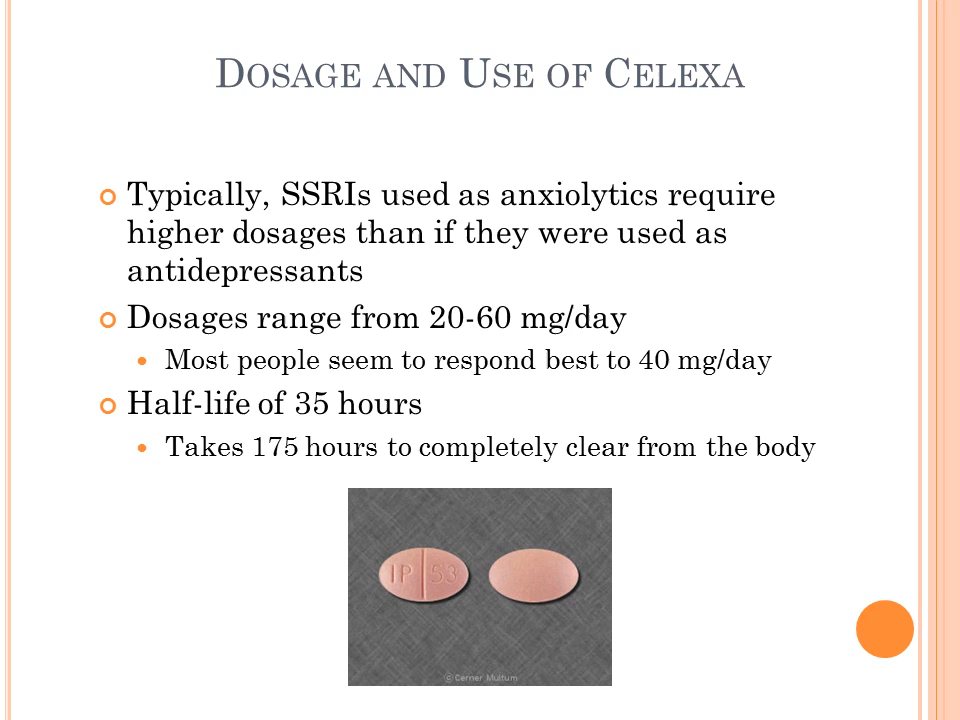 DOSAGE AND USE OF CELEXA
Typically, SSRIs used as anxiolytics require
higher dosages than if they were used as
antidepressants
Dosages range from 20-60 mg/day
Most people seem to respond best to 40 mg/day
Half-life of 35 hours
Takes 175 hours to completely clear from the body
IP 53
© Cerner Multum